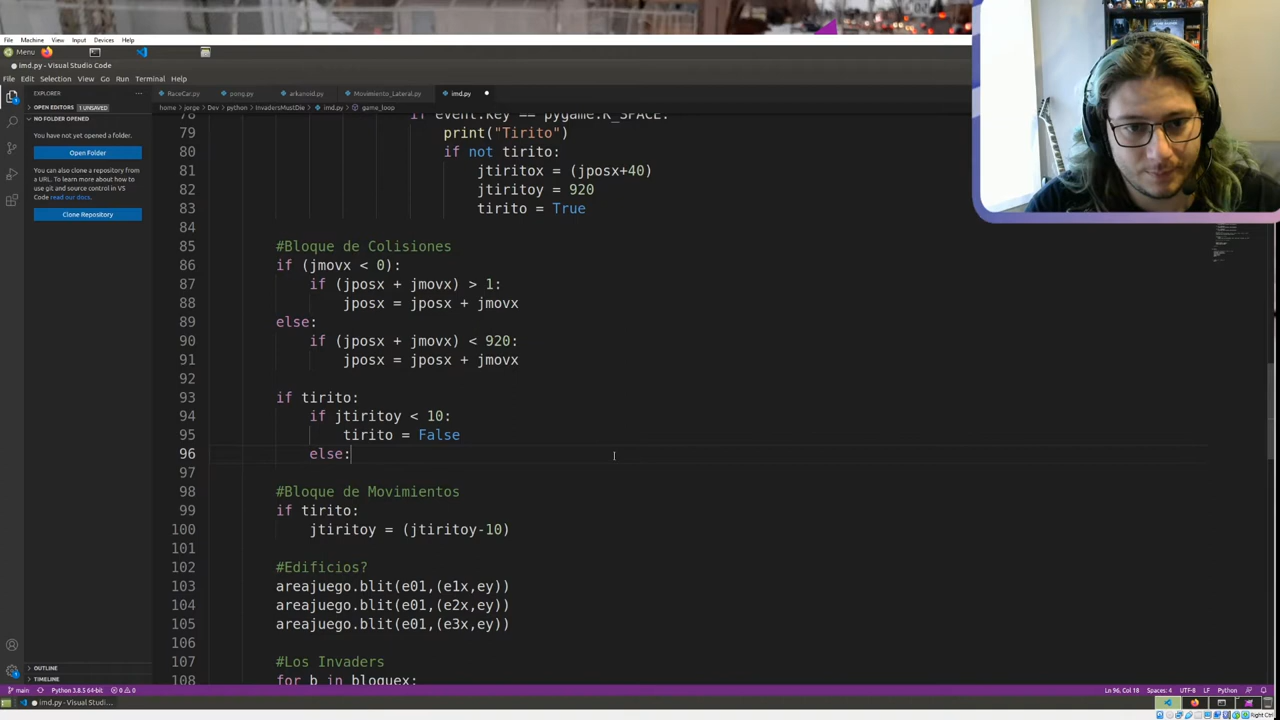 File Machine View Input Devices Help
Menu
imd.py - Visual Studio Code
File Edit Selection View Go Run Terminal Help
EXPLORER
RaceCar.py pong.py arkanoid.py Movimiento_Lateral.py imd.py
OPEN EDITORS 1 UNSAVED
home > jorge > Dev > python > InvadersMustDie > imd.py > game_loop
NO FOLDER OPENED
You have not yet opened a folder.
Open Folder
You can also clone a repository
from a URL. To learn more about how
to use git and source control in VS
Code read our docs.
Clone Repository
78 if event.key == pygame.K_SPACE:
79 print("Tirito")
80 if not tirito:
81 jtiritox = (jposx+40)
82 jtiritoy = 920
83 tirito = True
84
85 #Bloque de Colisiones
86 if (jmovx < 0):
87 if (jposx + jmovx) > 1:
88 jposx = jposx + jmovx
89 else:
90 if (jposx + jmovx) < 920:
91 jposx = jposx + jmovx
92
93 if tirito:
94 if jtiritoy < 10:
95 tirito = False
96 else:
97
98 #Bloque de Movimientos
99 if tirito:
100 jtiritoy = (jtiritoy-10)
101
102 #Edificios?
103 areajuego.blit(e01,(e1x,ey))
104 areajuego.blit(e01,(e2x,ey))
105 areajuego.blit(e01,(e3x,ey))
106
107 #Los Invaders
108 for b in bloquex:
OUTLINE
TIMELINE
main Python 3.8.5 64-bit 0 0 Ln 96, Col 18 Spaces: 4 UTF-8 LF Python
imd.py - Visual Studi...
Right Ctrl